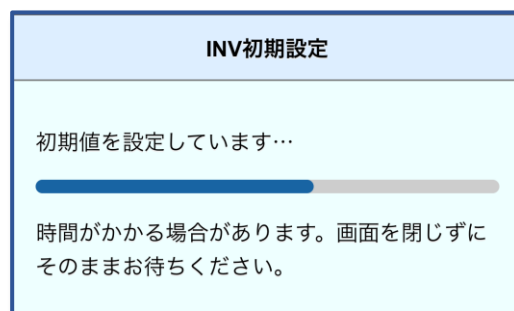 INV初期設定
初期値を設定しています…
時間がかかる場合があります。画面を閉じずに
そのままお待ちください。